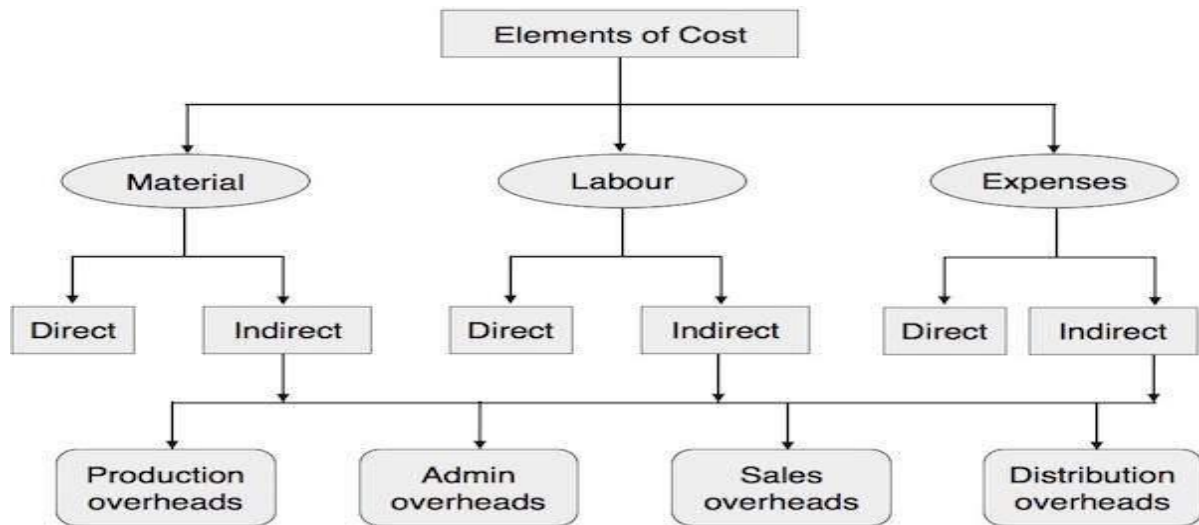 Elements of Cost
Material
Labour
Expenses
Direct
Indirect
Direct
Indirect
Direct
Indirect
Production
overheads
Admin
overheads
Sales
overheads
Distribution
overheads